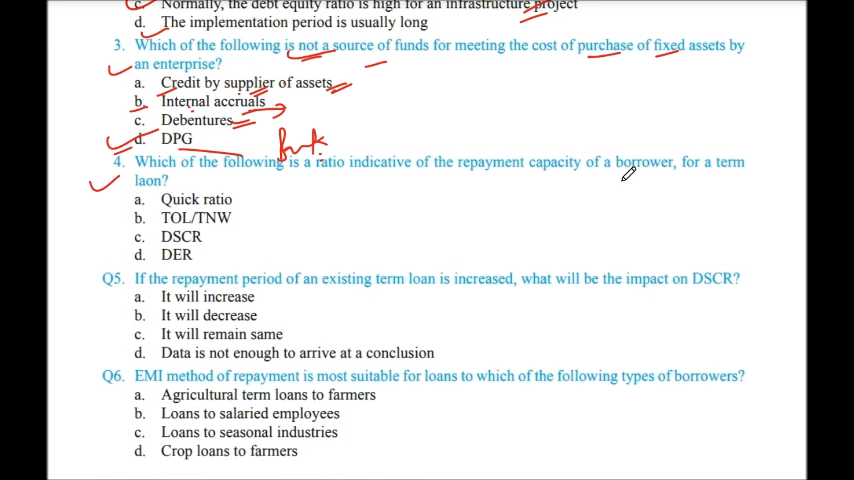 c. Normally, the debt equity ratio is high for an infrastructure project
d. The implementation period is usually long
3. Which of the following is not a source of funds for meeting the cost of purchase of fixed assets by
an enterprise?
a. Credit by supplier of assets
b. Internal accruals
c. Debentures
d. DPG
4. Which of the following is a ratio indicative of the repayment capacity of a borrower, for a term
laon?
a. Quick ratio
b. TOL/TNW
c. DSCR
d. DER
Q5. If the repayment period of an existing term loan is increased, what will be the impact on DSCR?
a. It will increase
b. It will decrease
c. It will remain same
d. Data is not enough to arrive at a conclusion
Q6. EMI method of repayment is most suitable for loans to which of the following types of borrowers?
a. Agricultural term loans to farmers
b. Loans to salaried employees
c. Loans to seasonal industries
d. Crop loans to farmers